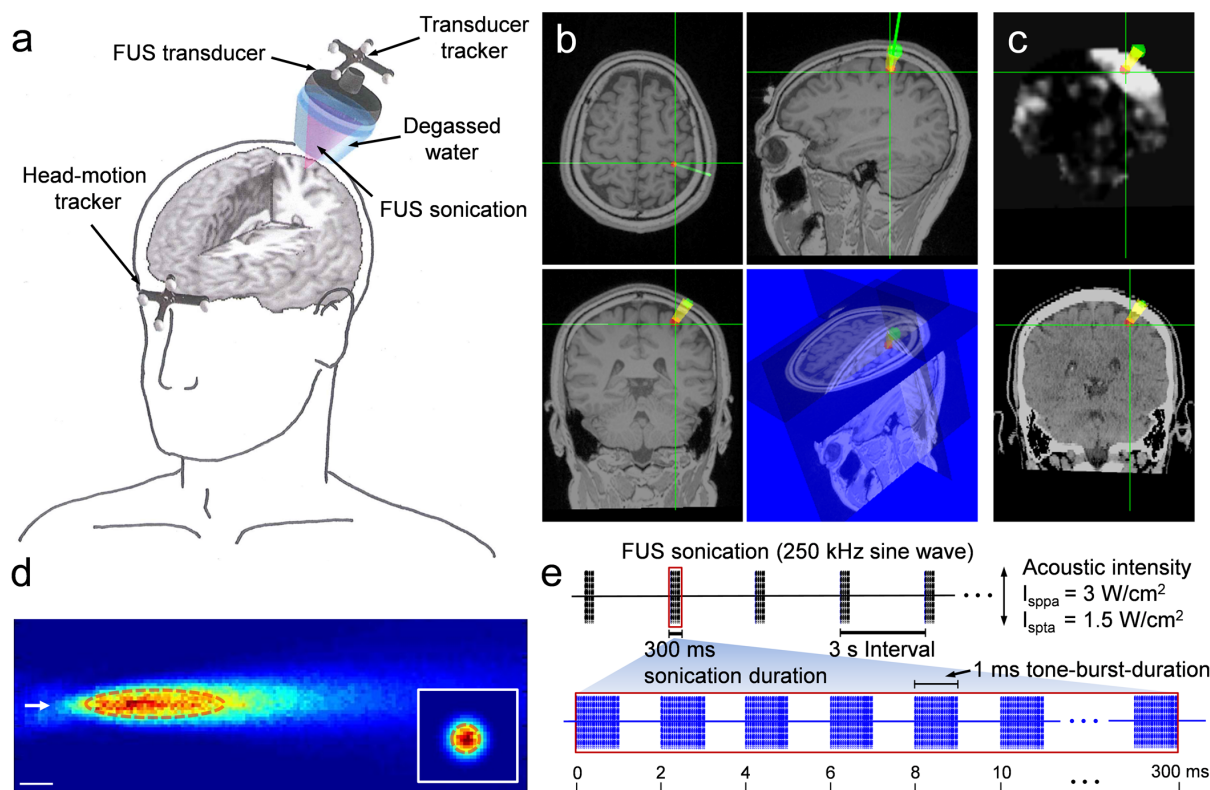 a
Transducer
tracker
FUS transducer
Degassed
water
Head-motion
tracker
FUS sonication
b
c
d
e
FUS sonication (250 kHz sine wave)
Acoustic intensity
I_sppa = 3 W/cm²
I_spta = 1.5 W/cm²
300 ms
sonication duration
3 s Interval
1 ms tone-burst-duration
0 2 4 6 8 10 300 ms